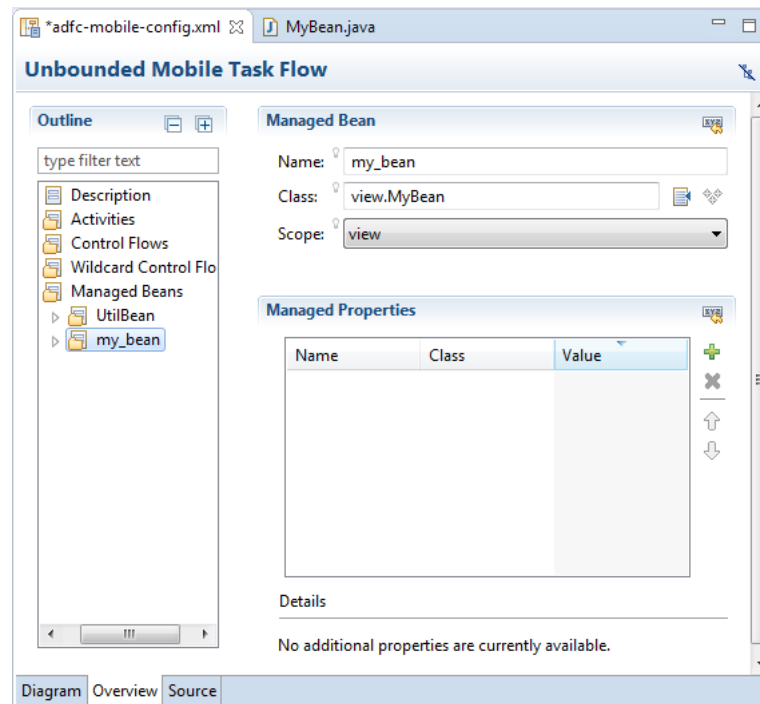 *adfc-mobile-config.xml MyBean.java
Unbounded Mobile Task Flow
Outline
type filter text
Description
Activities
Control Flows
Wildcard Control Flo
Managed Beans
UtilBean
my_bean
Managed Bean
Name: my_bean
Class: view.MyBean
Scope: view
Managed Properties
Name Class Value
Details
No additional properties are currently available.
Diagram Overview Source